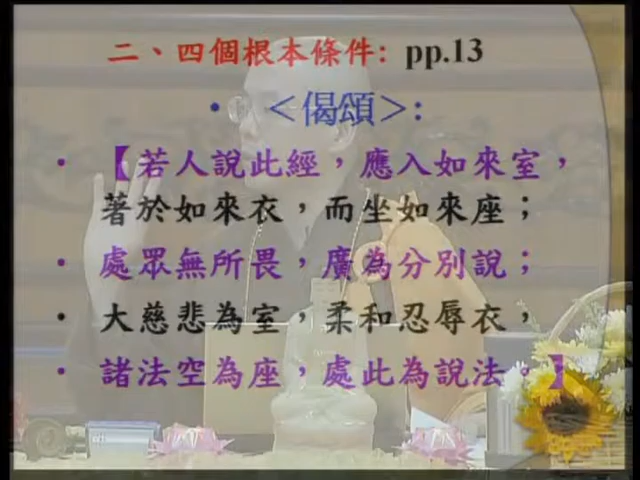 二、四個根本條件: pp.13
• ＜偈頌＞:
• 【若人說此經，應入如來室，
著於如來衣，而坐如來座；
• 處眾無所畏，廣為分別說；
• 大慈悲為室，柔和忍辱衣，
• 諸法空為座，處此為說法。】